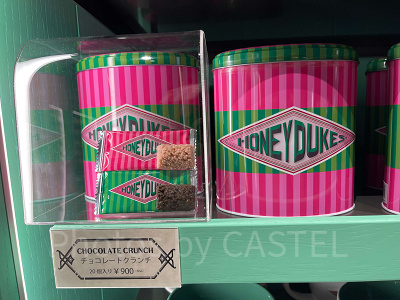 HONEYDUKES
HONEYDUKES
HONEYDUKES
HONEYDUKES
CHOCOLATE CRUNCH
チョコレートクランチ
20個入り ¥900
Photo by CASTEL